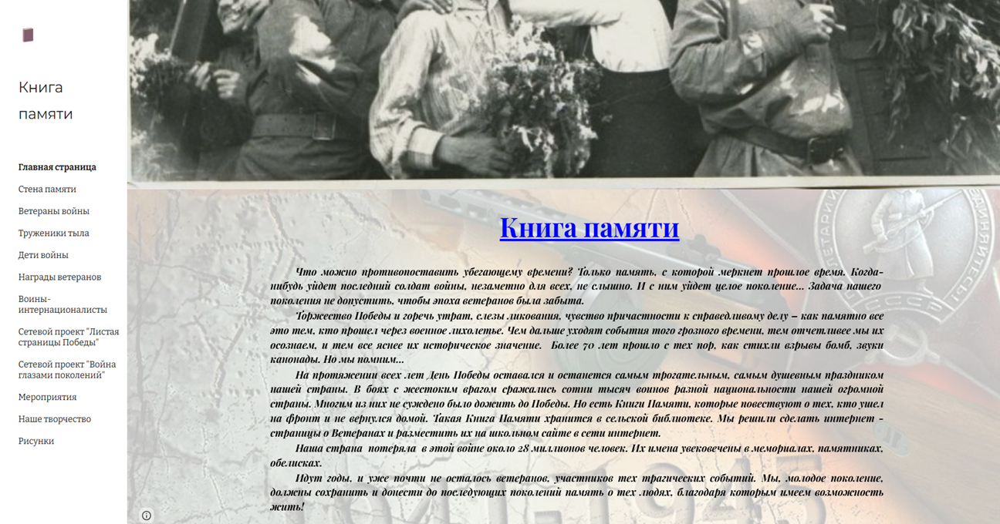 Книга
памяти
Главная страница
Стена памяти
Ветераны войны
Труженики тыла
Дети войны
Награды ветеранов
Воины-
интернационалисты
Сетевой проект "Листая
страницы Победы"
Сетевой проект "Война
глазами поколений"
Мероприятия
Наше творчество
Рисунки
Книга памяти
Что можно противопоставить убегающему времени? Только память, с которой меркнет прошлое время. Когда-
нибудь уйдет последний солдат войны, незаметно для всех, не слышно. И с ним уйдет целое поколение... Задача нашего
поколения не допустить, чтобы эпоха ветеранов была забыта.
Торжество Победы и горечь утрат, слезы ликования, чувство причастности к справедливому делу – как памятно все
это тем, кто прошел через военное лихолетье. Чем дальше уходят события того грозного времени, тем отчетливее мы их
осознаем, и тем все яснее их историческое значение. Более 70 лет прошло с тех пор, как стихли взрывы бомб, звуки
канонады. Но мы помним...
На протяжении всех лет День Победы оставался и останется самым трогательным, самым душевным праздником
нашей страны. В боях с жестоким врагом сражались сотни тысяч воинов разной национальности нашей огромной
страны. Многим из них не суждено было дожить до Победы. Но есть Книги Памяти, которые повествуют о тех, кто ушел
на фронт и не вернулся домой. Такая Книга Памяти хранится в сельской библиотеке. Мы решили сделать интернет -
страницы о Ветеранах и разместить их на школьном сайте в сети интернет.
Наша страна потеряла в этой войне около 28 миллионов человек. Их имена увековечены в мемориалах, памятниках,
обелисках.
Идут годы, и уже почти не осталось ветеранов, участников тех трагических событий. Мы, молодое поколение,
должны сохранить и донести до последующих поколений память о тех людях, благодаря которым имеем возможность
жить!
СССР
1945